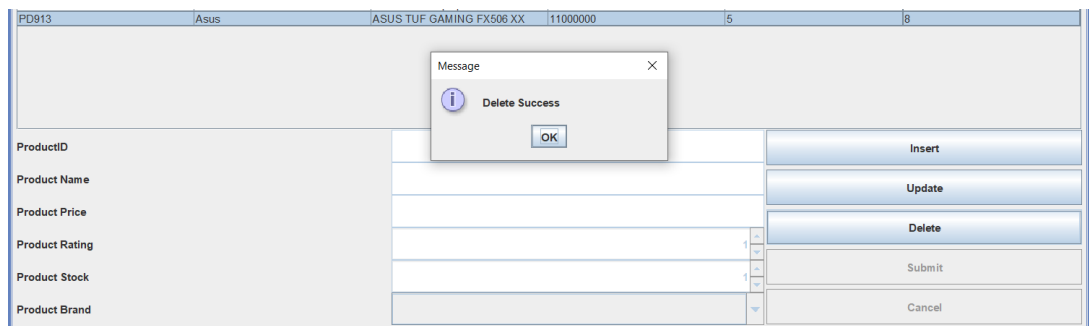 PD913 Asus ASUS TUF GAMING FX506 XX 11000000 5 8
Message
Delete Success
OK
ProductID
Insert
Product Name
Update
Product Price
Delete
Product Rating 1
Submit
Product Stock 1
Cancel
Product Brand